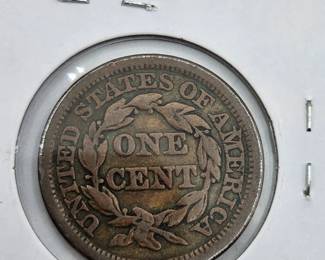 UNITED STATES OF AMERICA
ONE
CENT